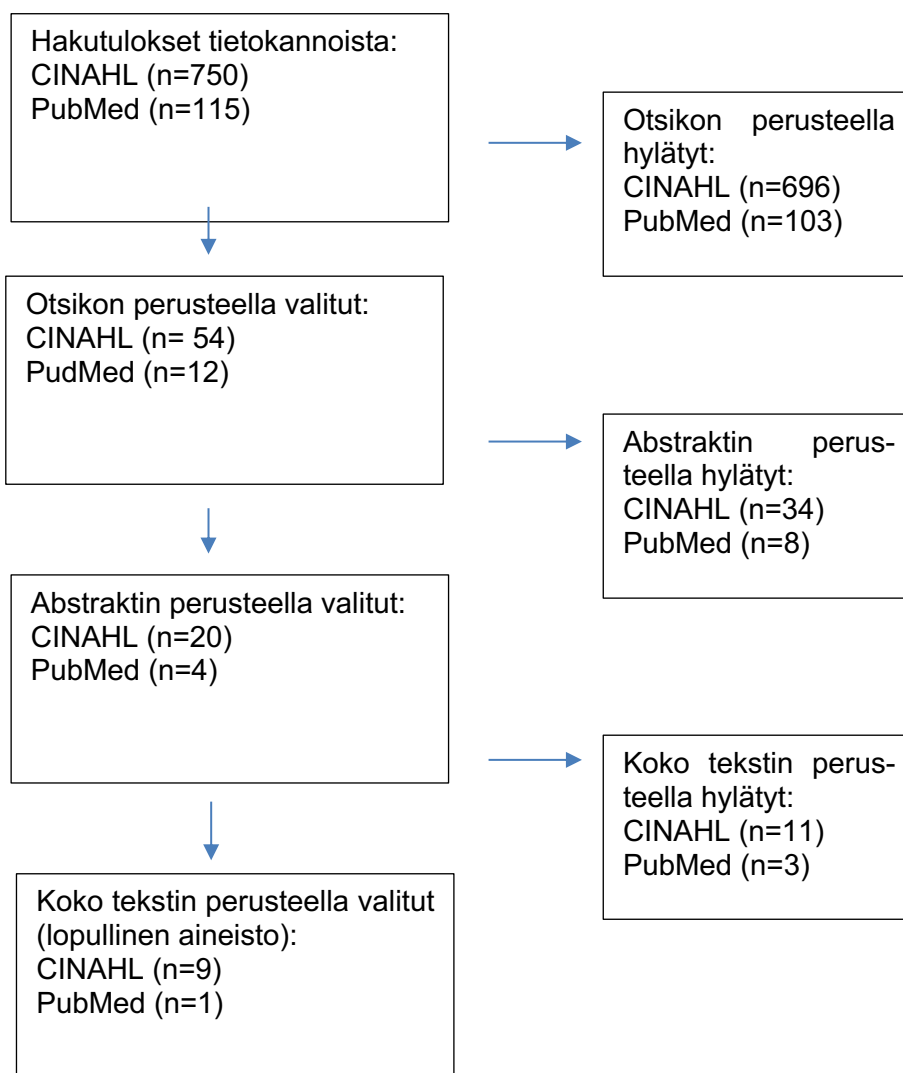 Hakutulokset tietokannoista:
CINAHL (n=750)
PubMed (n=115)
Otsikon perusteella
hylätyt:
CINAHL (n=696)
PubMed (n=103)
Otsikon perusteella valitut:
CINAHL (n= 54)
PudMed (n=12)
Abstraktin perus-
teella hylätyt:
CINAHL (n=34)
PubMed (n=8)
Abstraktin perusteella valitut:
CINAHL (n=20)
PubMed (n=4)
Koko tekstin perus-
teella hylätyt:
CINAHL (n=11)
PubMed (n=3)
Koko tekstin perusteella valitut
(lopullinen aineisto):
CINAHL (n=9)
PubMed (n=1)